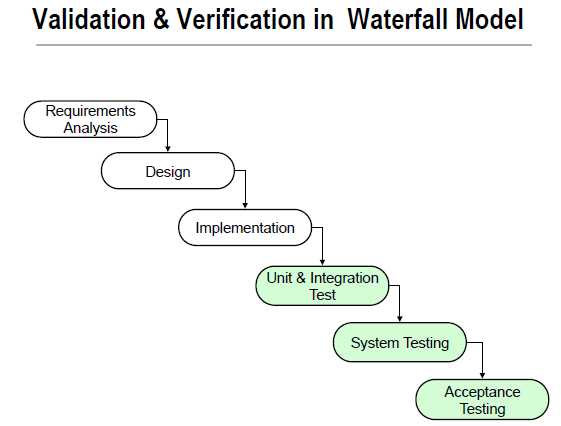 Validation & Verification in Waterfall Model
Requirements
Analysis
Design
Implementation
Unit & Integration
Test
System Testing
Acceptance
Testing